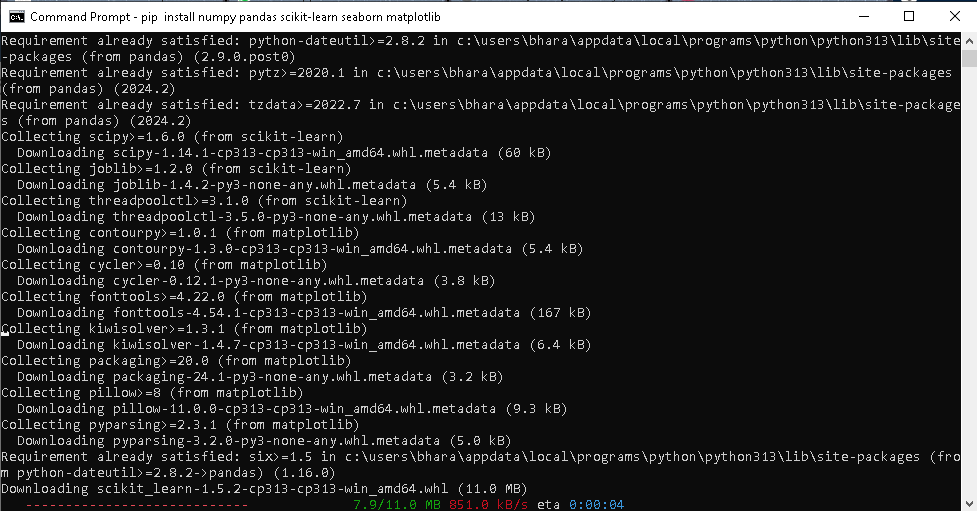 Command Prompt - pip  install numpy pandas scikit-learn seaborn matplotlib
Requirement already satisfied: python-dateutil>=2.8.2 in c:\users\bhara\appdata\local\programs\python\python313\lib\site
-packages (from pandas) (2.9.0.post0)
Requirement already satisfied: pytz>=2020.1 in c:\users\bhara\appdata\local\programs\python\python313\lib\site-packages
(from pandas) (2024.2)
Requirement already satisfied: tzdata>=2022.7 in c:\users\bhara\appdata\local\programs\python\python313\lib\site-package
s (from pandas) (2024.2)
Collecting scipy>=1.6.0 (from scikit-learn)
  Downloading scipy-1.14.1-cp313-cp313-win_amd64.whl.metadata (60 kB)
Collecting joblib>=1.2.0 (from scikit-learn)
  Downloading joblib-1.4.2-py3-none-any.whl.metadata (5.4 kB)
Collecting threadpoolctl>=3.1.0 (from scikit-learn)
  Downloading threadpoolctl-3.5.0-py3-none-any.whl.metadata (13 kB)
Collecting contourpy>=1.0.1 (from matplotlib)
  Downloading contourpy-1.3.0-cp313-cp313-win_amd64.whl.metadata (5.4 kB)
Collecting cycler>=0.10 (from matplotlib)
  Downloading cycler-0.12.1-py3-none-any.whl.metadata (3.8 kB)
Collecting fonttools>=4.22.0 (from matplotlib)
  Downloading fonttools-4.54.1-cp313-cp313-win_amd64.whl.metadata (167 kB)
Collecting kiwisolver>=1.3.1 (from matplotlib)
  Downloading kiwisolver-1.4.7-cp313-cp313-win_amd64.whl.metadata (6.4 kB)
Collecting packaging>=20.0 (from matplotlib)
  Downloading packaging-24.1-py3-none-any.whl.metadata (3.2 kB)
Collecting pillow>=8 (from matplotlib)
  Downloading pillow-11.0.0-cp313-cp313-win_amd64.whl.metadata (9.3 kB)
Collecting pyparsing>=2.3.1 (from matplotlib)
  Downloading pyparsing-3.2.0-py3-none-any.whl.metadata (5.0 kB)
Requirement already satisfied: six>=1.5 in c:\users\bhara\appdata\local\programs\python\python313\lib\site-packages (fro
m python-dateutil>=2.8.2->pandas) (1.16.0)
Downloading scikit_learn-1.5.2-cp313-cp313-win_amd64.whl (11.0 MB)
   ---------------------------- 7.9/11.0 MB 851.0 kB/s eta 0:00:04